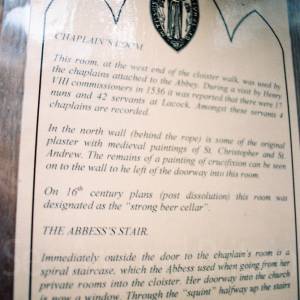 CHAPLAIN'S ROOM
This room, at the west end of the cloister walk, was used by
the chaplains attached to the Abbey. During a visit by Henry
VIII commissioners in 1536 it was reported that there were 17
nuns and 42 servants at Lacock. Amongst these servants 4
chaplains are recorded.
In the north wall (behind the rope) is some of the original
plaster with medieval paintings of St. Christopher and St.
Andrew. The remains of a painting of crucifixion can be seen
on to the wall to he left of the doorway into this room.
On 16th century plans (post dissolution) this room was
designated as the "strong beer cellar".
THE ABBESS'S STAIR.
Immediately outside the door to the chaplain's room is a
spiral staircase, which the Abbess used when going from her
private rooms into the cloister. Her doorway into the church
is now a window. Through the "squint" halfway up the stairs